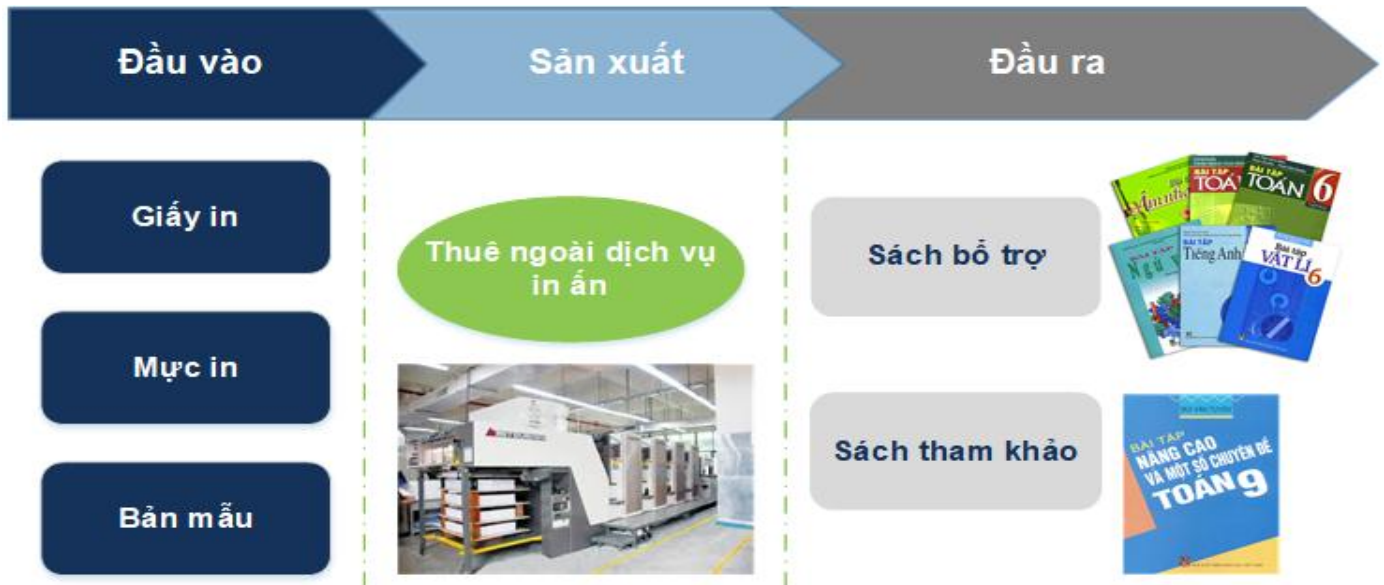 Đầu vào
Sản xuất
Đầu ra
Giấy in
Mực in
Bản mẫu
Thuê ngoài dịch vụ
in ấn
Sách bổ trợ
Sách tham khảo
BÀI TẬP
TOÁN 6
BÀI TẬP
Tiếng Anh
Bài tập
VẬT LÍ
6
BÀI TẬP
NÂNG CAO
VÀ MỘT SỐ CHUYÊN ĐỀ
TOÁN 9